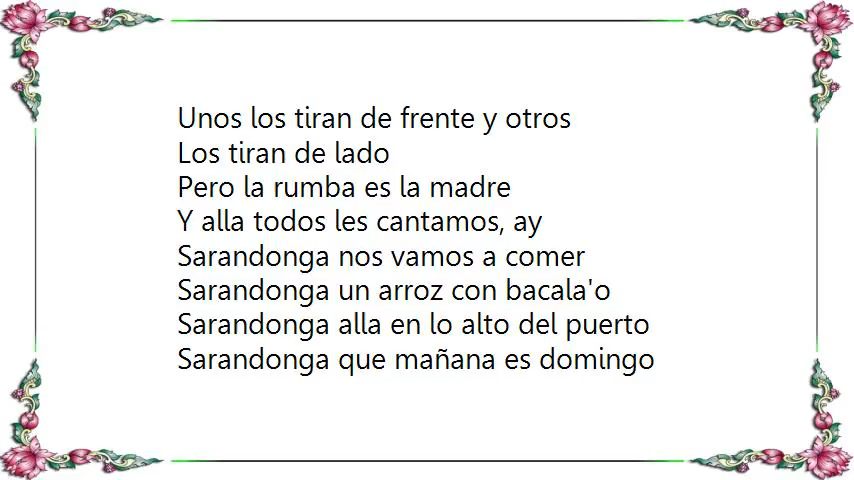 Unos los tiran de frente y otros
Los tiran de lado
Pero la rumba es la madre
Y alla todos les cantamos, ay
Sarandonga nos vamos a comer
Sarandonga un arroz con bacala'o
Sarandonga alla en lo alto del puerto
Sarandonga que mañana es domingo